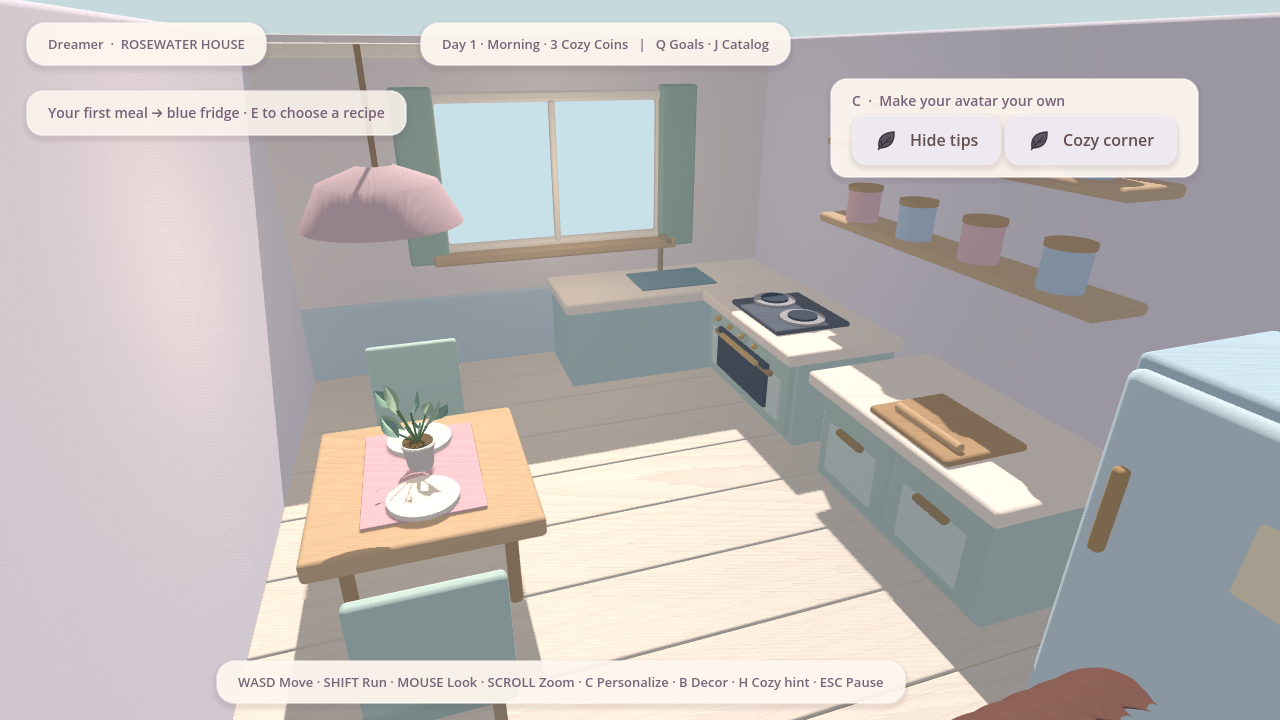 Dreamer · ROSEWATER HOUSE
Day 1 · Morning · 3 Cozy Coins | Q Goals · J Catalog
Your first meal → blue fridge · E to choose a recipe
C · Make your avatar your own
Hide tips
Cozy corner
WASD Move · SHIFT Run · MOUSE Look · SCROLL Zoom · C Personalize · B Decor · H Cozy hint · ESC Pause